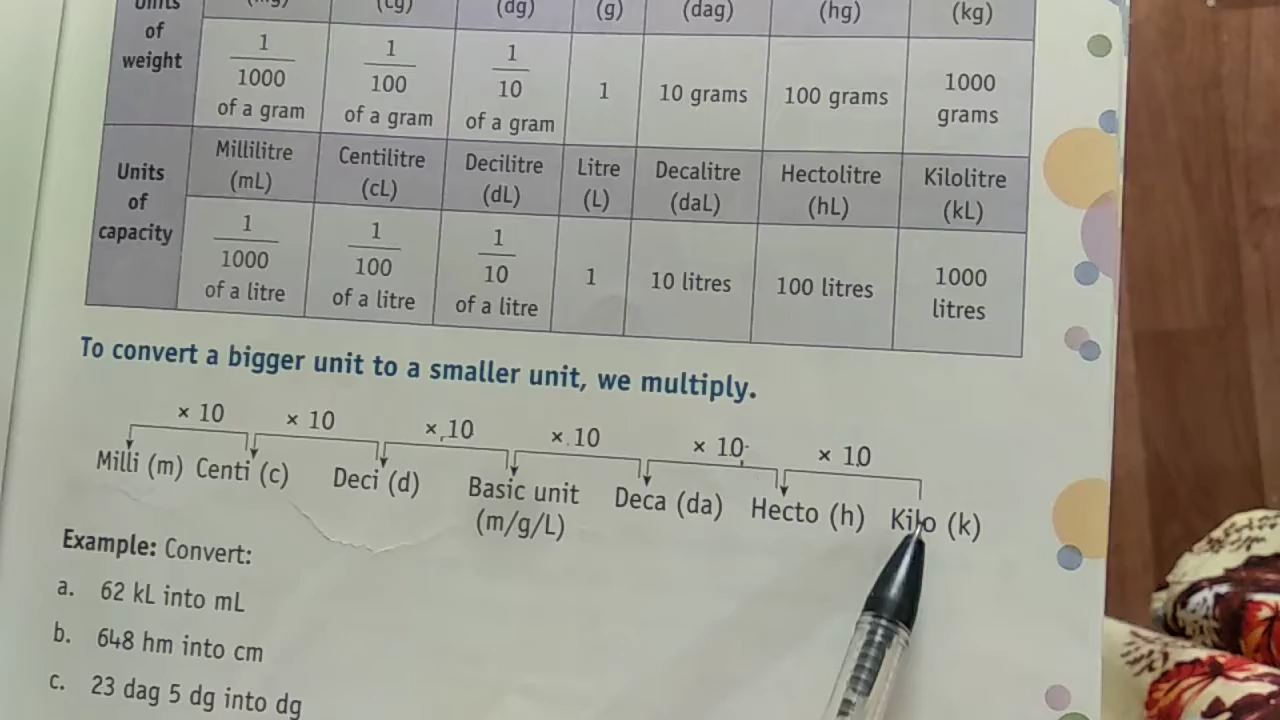 Units of weight
(cg) (dg) (g) (dag) (hg) (kg)
1/1000 of a gram
1/100 of a gram
1/10 of a gram
1
10 grams
100 grams
1000 grams
Units of capacity
Millilitre (mL)
Centilitre (cL)
Decilitre (dL)
Litre (L)
Decalitre (daL)
Hectolitre (hL)
Kilolitre (kL)
1/1000 of a litre
1/100 of a litre
1/10 of a litre
1
10 litres
100 litres
1000 litres
To convert a bigger unit to a smaller unit, we multiply.
× 10 × 10 × 10 × 10 × 10 × 10
Milli (m) Centi (c) Deci (d) Basic unit (m/g/L) Deca (da) Hecto (h) Kilo (k)
Example: Convert:
a. 62 kL into mL
b. 648 hm into cm
c. 23 dag 5 dg into dg